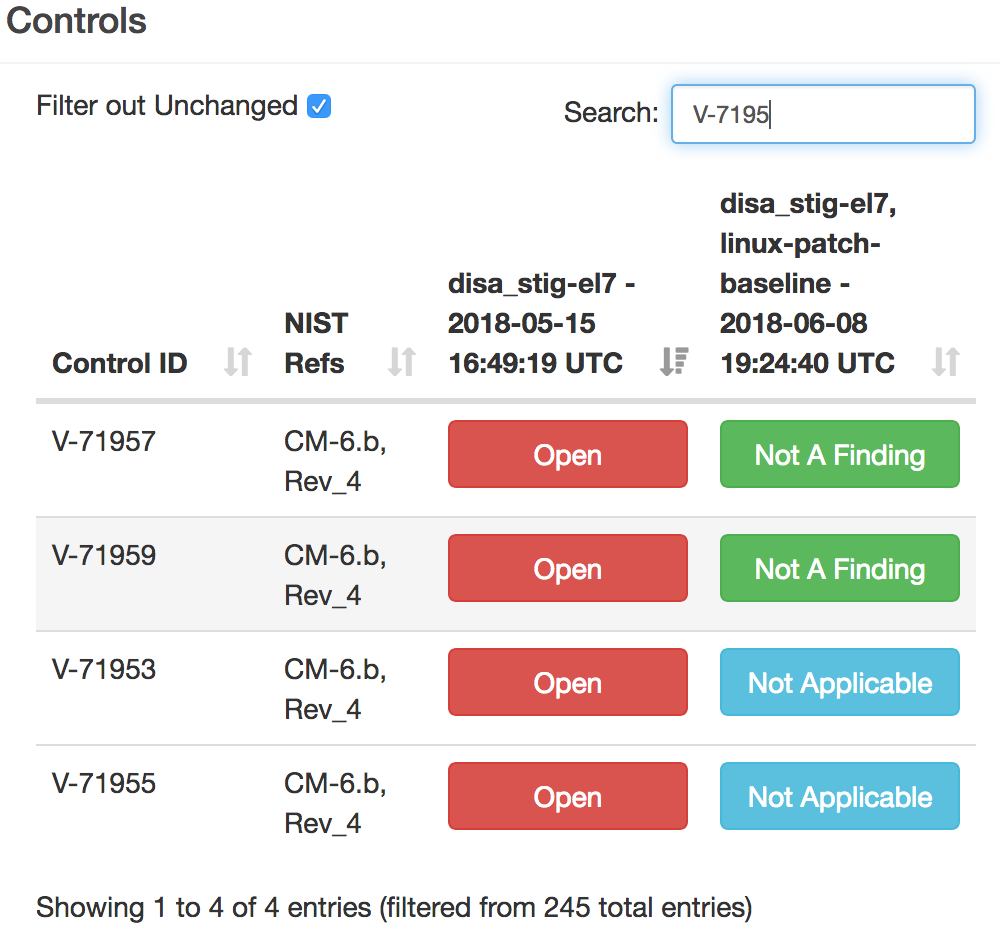 Controls
Filter out Unchanged
Search: V-7195
Control ID
NIST
Refs
disa_stig-el7 -
2018-05-15
16:49:19 UTC
disa_stig-el7,
linux-patch-
baseline -
2018-06-08
19:24:40 UTC
V-71957
CM-6.b,
Rev_4
Open
Not A Finding
V-71959
CM-6.b,
Rev_4
Open
Not A Finding
V-71953
CM-6.b,
Rev_4
Open
Not Applicable
V-71955
CM-6.b,
Rev_4
Open
Not Applicable
Showing 1 to 4 of 4 entries (filtered from 245 total entries)